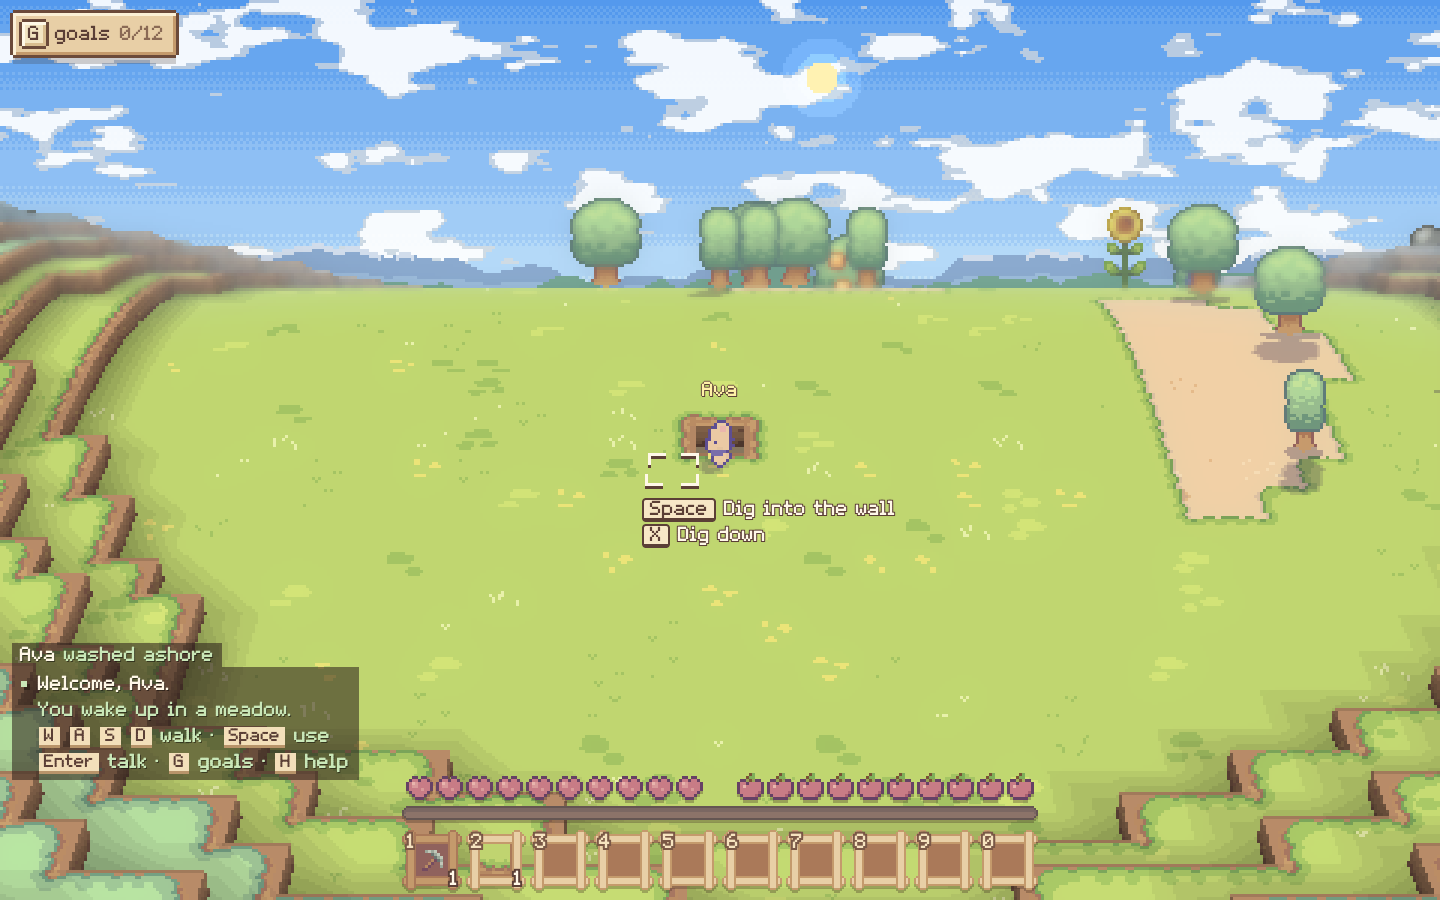 G goals 0/12
Ava
Space Dig into the wall
X Dig down
Ava washed ashore
Welcome, Ava.
You wake up in a meadow.
W A S D walk · Space use
Enter talk · G goals · H help
1 2 3 4 5 6 7 8 9 0
1 1